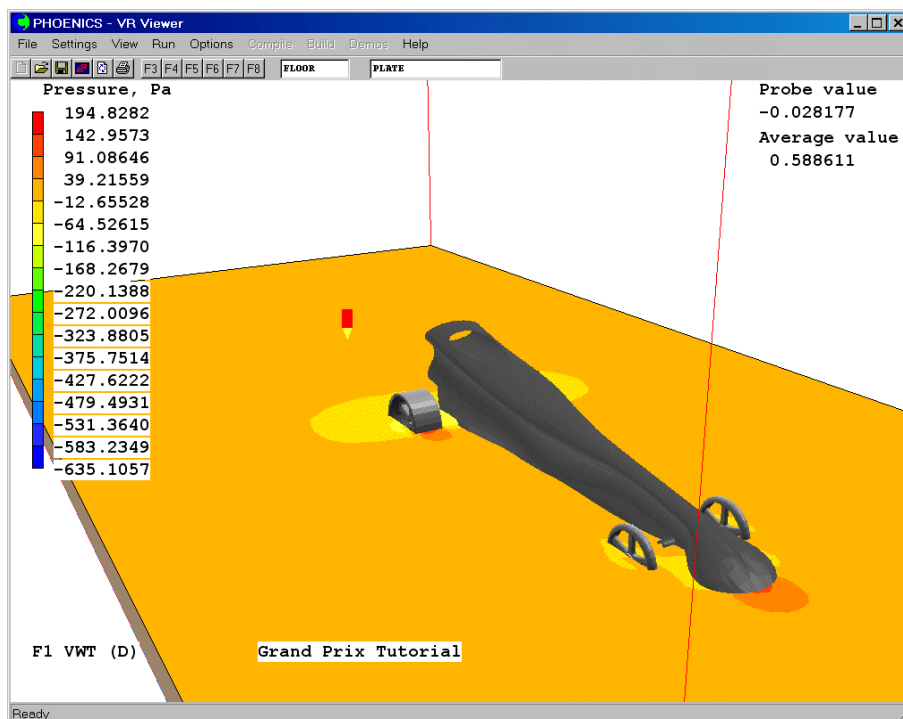 PHOENICS - VR Viewer
File Settings View Run Options Compile Build Demos Help
F3 F4 F5 F6 F7 F8 FLOOR PLATE
Pressure, Pa
194.8282
142.9573
91.08646
39.21559
-12.65528
-64.52615
-116.3970
-168.2679
-220.1388
-272.0096
-323.8805
-375.7514
-427.6222
-479.4931
-531.3640
-583.2349
-635.1057
Probe value
-0.028177
Average value
0.588611
F1 VWT (D) Grand Prix Tutorial
Ready